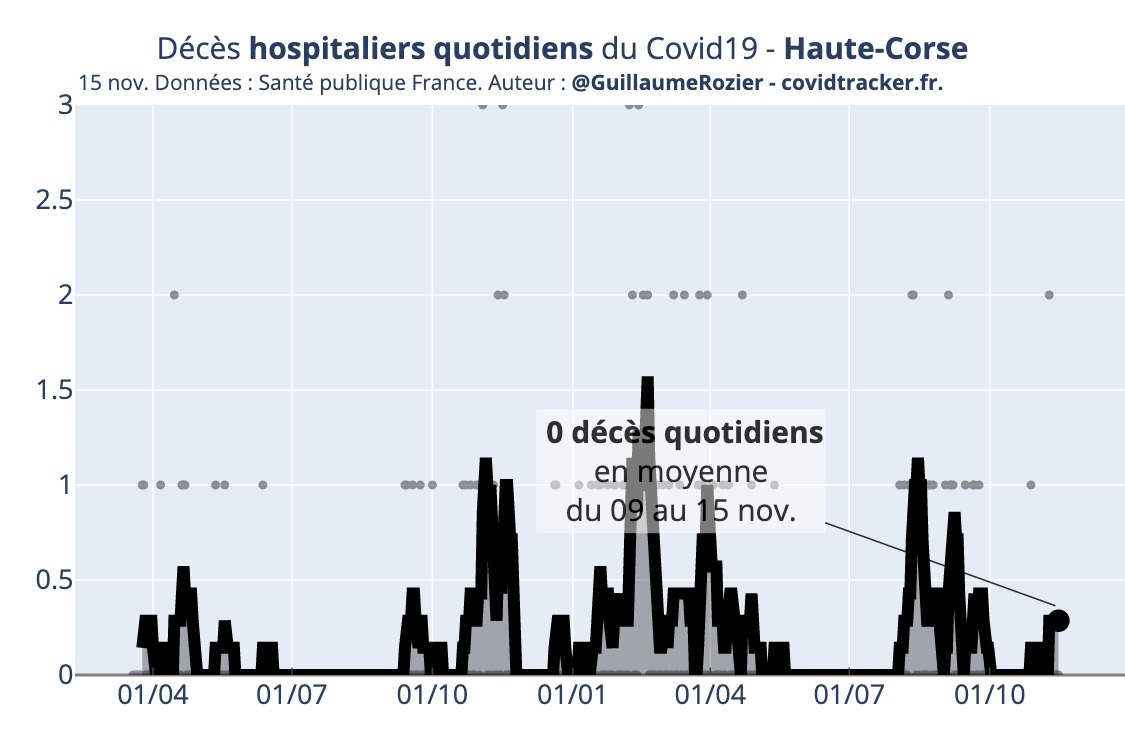 Décès hospitaliers quotidiens du Covid19 - Haute-Corse
15 nov. Données : Santé publique France. Auteur : @GuillaumeRozier - covidtracker.fr.
3
2.5
2
1.5
0 décès quotidiens
en moyenne
du 09 au 15 nov.
1
0.5
0
01/04 01/07 01/10 01/01 01/04 01/07 01/10